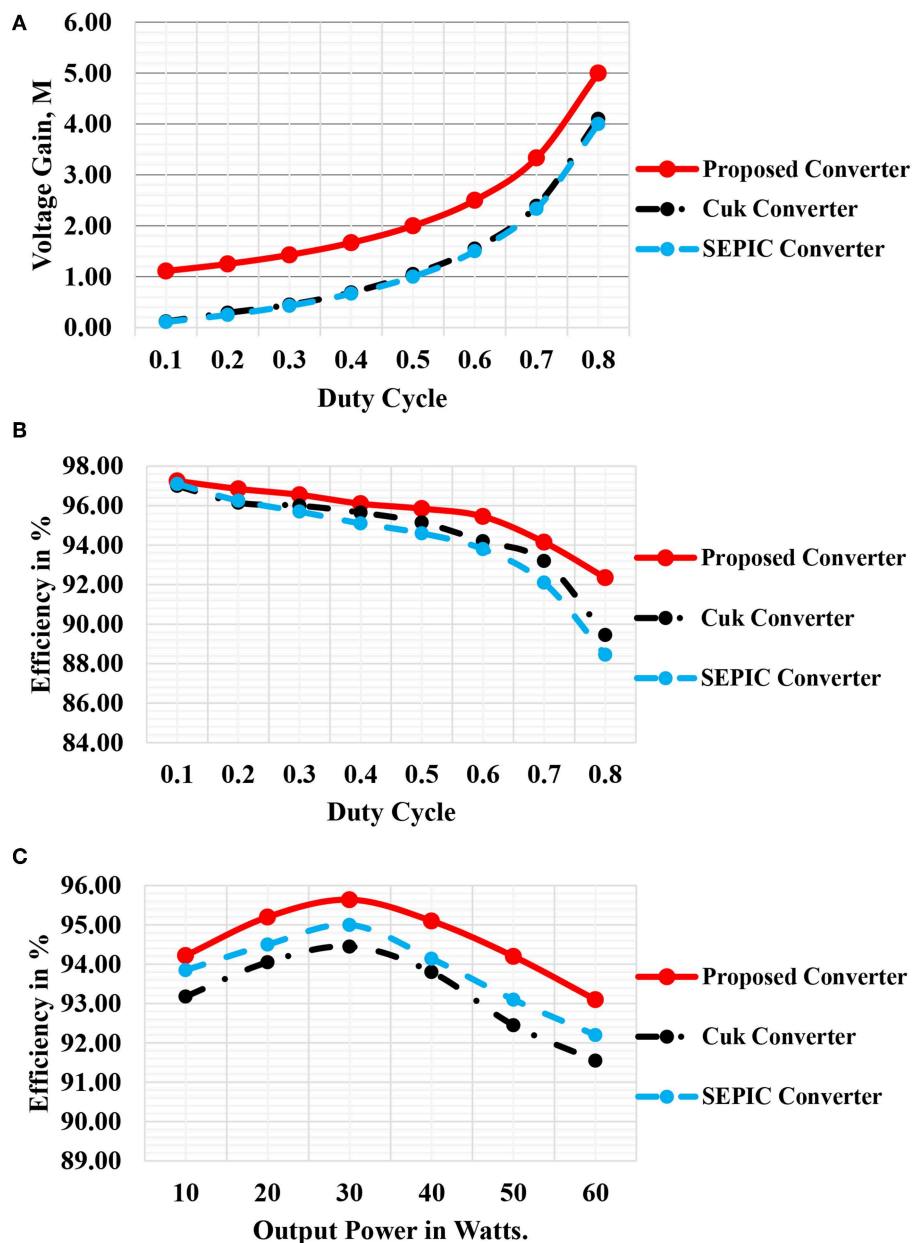 A
Voltage Gain, M
6.00
5.00
4.00
3.00
2.00
1.00
0.00
0.1 0.2 0.3 0.4 0.5 0.6 0.7 0.8
Duty Cycle
Proposed Converter
Cuk Converter
SEPIC Converter
B
Efficiency in %
98.00
96.00
94.00
92.00
90.00
88.00
86.00
84.00
0.1 0.2 0.3 0.4 0.5 0.6 0.7 0.8
Duty Cycle
Proposed Converter
Cuk Converter
SEPIC Converter
C
Efficiency in %
96.00
95.00
94.00
93.00
92.00
91.00
90.00
89.00
10 20 30 40 50 60
Output Power in Watts.
Proposed Converter
Cuk Converter
SEPIC Converter